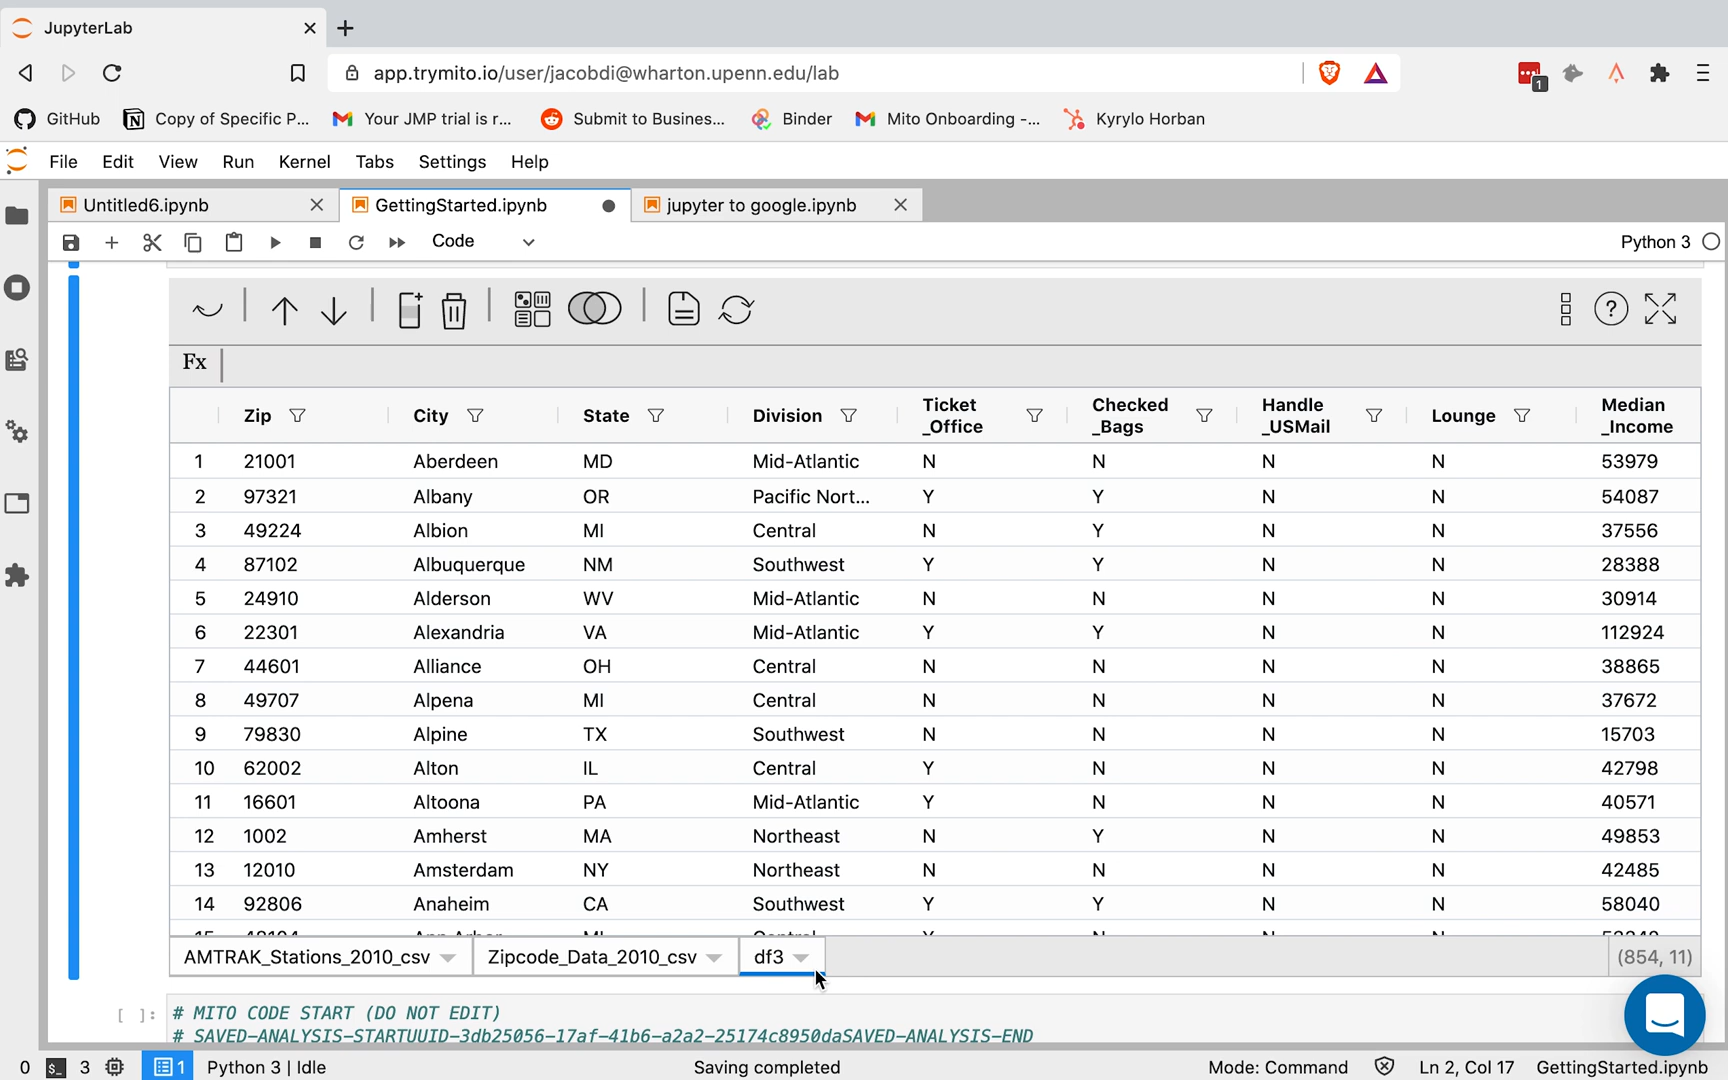 JupyterLab
app.trymito.io/user/jacobdi@wharton.upenn.edu/lab
1
GitHub Copy of Specific P... Your JMP trial is r... Submit to Busines... Binder Mito Onboarding -... Kyrylo Horban
File Edit View Run Kernel Tabs Settings Help
Untitled6.ipynb GettingStarted.ipynb jupyter to google.ipynb
Code Python 3
Fx
Zip City State Division Ticket_Office Checked_Bags Handle_USMail Lounge Median_Income
1 21001 Aberdeen MD Mid-Atlantic N N N N 53979
2 97321 Albany OR Pacific Nort... Y Y N N 54087
3 49224 Albion MI Central N Y N N 37556
4 87102 Albuquerque NM Southwest Y Y N N 28388
5 24910 Alderson WV Mid-Atlantic N N N N 30914
6 22301 Alexandria VA Mid-Atlantic Y Y N N 112924
7 44601 Alliance OH Central N N N N 38865
8 49707 Alpena MI Central N N N N 37672
9 79830 Alpine TX Southwest N N N N 15703
10 62002 Alton IL Central Y N N N 42798
11 16601 Altoona PA Mid-Atlantic Y N N N 40571
12 1002 Amherst MA Northeast N Y N N 49853
13 12010 Amsterdam NY Northeast N N N N 42485
14 92806 Anaheim CA Southwest Y Y N N 58040
AMTRAK_Stations_2010_csv Zipcode_Data_2010_csv df3 (854, 11)
[ ]: # MITO CODE START (DO NOT EDIT)
# SAVED-ANALYSIS-STARTUUID-3db25056-17af-41b6-a2a2-25174c8950daSAVED-ANALYSIS-END
0 3 1 Python 3 | Idle Saving completed Mode: Command Ln 2, Col 17 GettingStarted.ipynb